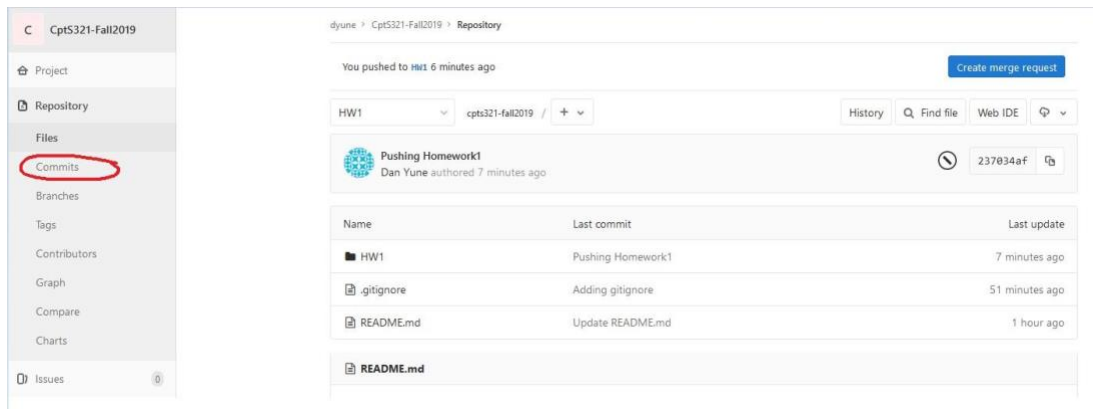 C CptS321-Fall2019
Project
Repository
Files
Commits
Branches
Tags
Contributors
Graph
Compare
Charts
Issues 0
dyune > CptS321-Fall2019 > Repository
You pushed to HW1 6 minutes ago Create merge request
HW1 cpts321-fall2019 / + History Find file Web IDE
Pushing Homework1
Dan Yune authored 7 minutes ago 237034af
Name Last commit Last update
HW1 Pushing Homework1 7 minutes ago
.gitignore Adding gitignore 51 minutes ago
README.md Update README.md 1 hour ago
README.md